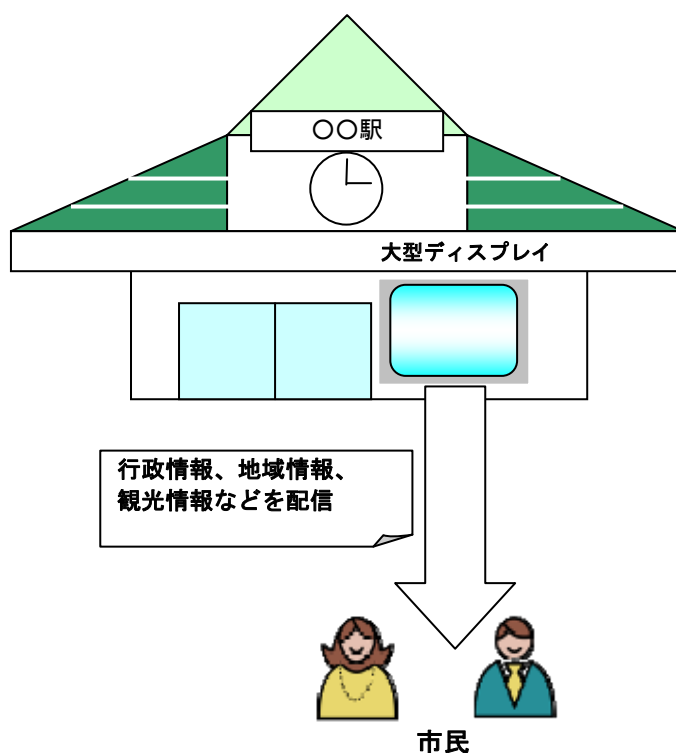 〇〇駅
大型ディスプレイ
行政情報、地域情報、
観光情報などを配信
市民